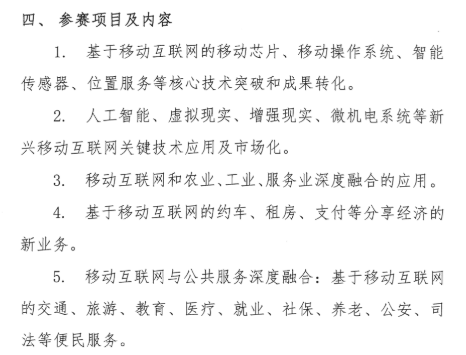 四、 参赛项目及内容
1. 基于移动互联网的移动芯片、移动操作系统、智能
传感器、位置服务等核心技术突破和成果转化。
2. 人工智能、虚拟现实、增强现实、微机电系统等新
兴移动互联网关键技术应用及市场化。
3. 移动互联网和农业、工业、服务业深度融合的应用。
4. 基于移动互联网的约车、租房、支付等分享经济的
新业务。
5. 移动互联网与公共服务深度融合：基于移动互联网
的交通、旅游、教育、医疗、就业、社保、养老、公安、司
法等便民服务。